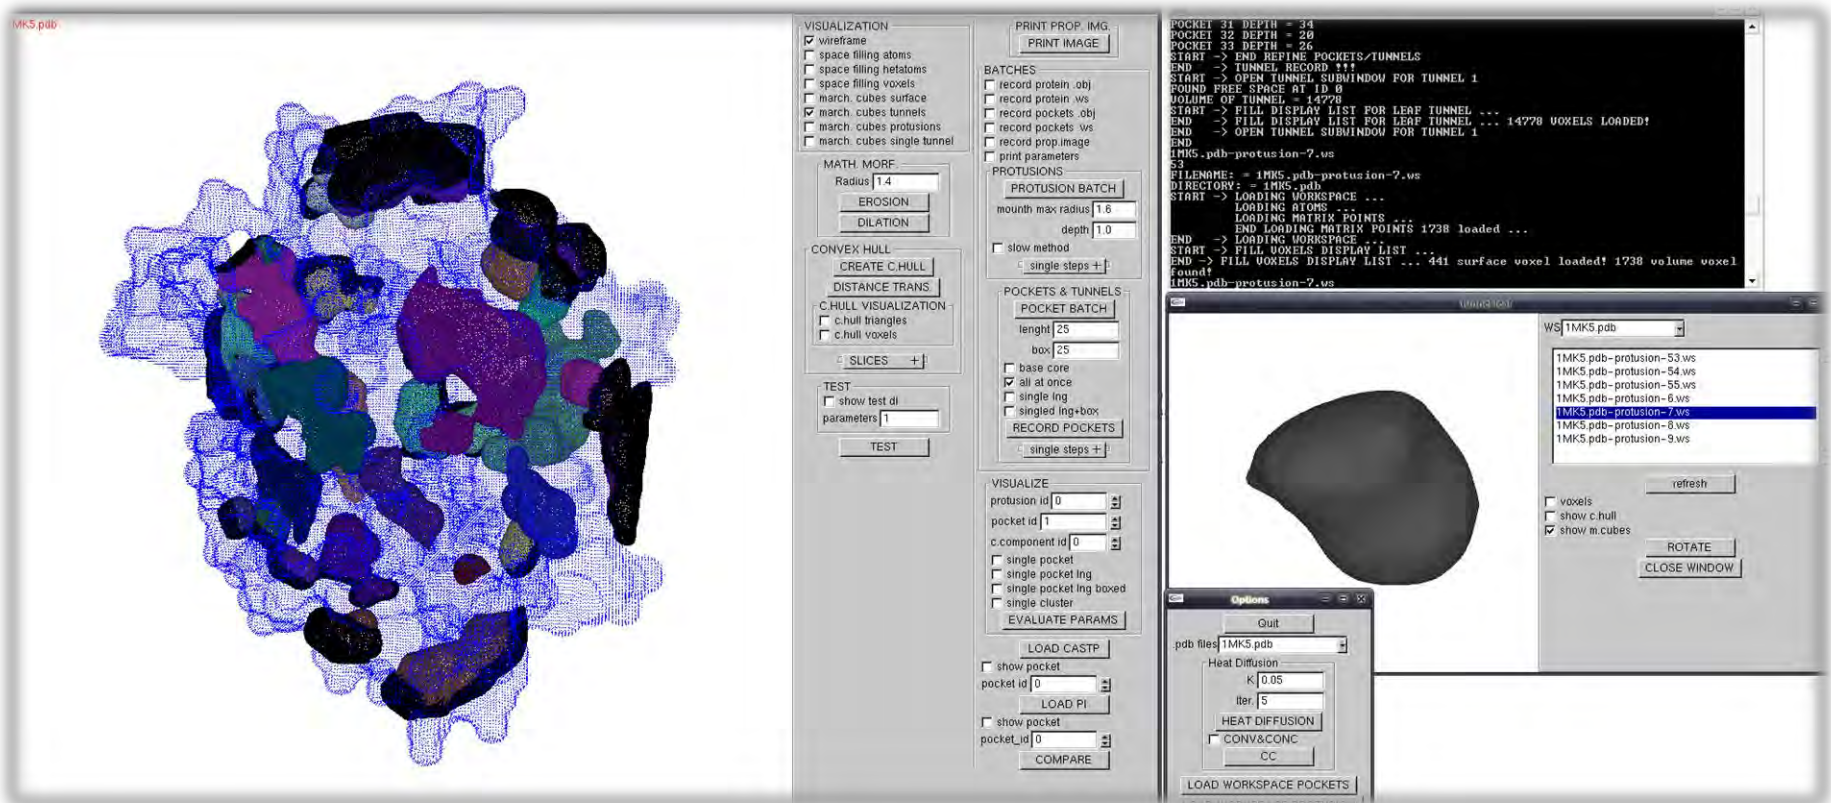 1MK5.pdb
VISUALIZATION
wireframe
space filling atoms
space filling hetatoms
space filling voxels
march. cubes surface
march. cubes tunnels
march. cubes protusions
march. cubes single tunnel
MATH. MORF.
Radius 1.4
EROSION
DILATION
CONVEX HULL
CREATE C.HULL
DISTANCE TRANS
C.HULL VISUALIZATION
c.hull triangles
c.hull voxels
SLICES +
TEST
show test dl
parameters 1
TEST
PRINT PROP. IMG.
PRINT IMAGE
BATCHES
record protein .obj
record protein .ws
record pockets .obj
record pockets .ws
record prop.image
print parameters
PROTUSIONS
PROTUSION BATCH
mounth max radius 1.6
depth 1.0
slow method
single steps +
POCKETS & TUNNELS
POCKET BATCH
lenght 25
box 25
base core
all at once
single lng
singled lng+box
RECORD POCKETS
single steps +
VISUALIZE
protusion id 0
pocket id 1
c.component id 0
single pocket
single pocket lng
single pocket lng boxed
single cluster
EVALUATE PARAMS
LOAD CASTP
show pocket
pocket id 0
LOAD PI
show pocket
pocket_id 0
COMPARE
POCKET 31 DEPTH = 34
POCKET 32 DEPTH = 20
POCKET 33 DEPTH = 26
START -> END REFINE POCKETS/TUNNELS
END -> TUNNEL RECORD !!!
START -> OPEN TUNNEL SUBWINDOW FOR TUNNEL 1
FOUND FREE SPACE AT ID 0
VOLUME OF TUNNEL = 14778
START -> FILL DISPLAY LIST FOR LEAF TUNNEL ...
END -> FILL DISPLAY LIST FOR LEAF TUNNEL ... 14778 VOXELS LOADED!
END -> OPEN TUNNEL SUBWINDOW FOR TUNNEL 1
END
1MK5.pdb-protusion-7.ws
53
FILENAME: = 1MK5.pdb-protusion-7.ws
DIRECTORY: = 1MK5.pdb
START -> LOADING WORKSPACE ...
LOADING ATOMS ...
LOADING MATRIX POINTS ...
END LOADING MATRIX POINTS 1738 loaded ...
END -> LOADING WORKSPACE ...
START -> FILL VOXELS DISPLAY LIST ...
END -> FILL VOXELS DISPLAY LIST ... 441 surface voxel loaded! 1738 volume voxel
found!
1MK5.pdb-protusion-7.ws
tunnel leaf
WS 1MK5.pdb
1MK5.pdb-protusion-53.ws
1MK5.pdb-protusion-54.ws
1MK5.pdb-protusion-55.ws
1MK5.pdb-protusion-6.ws
1MK5.pdb-protusion-7.ws
1MK5.pdb-protusion-8.ws
1MK5.pdb-protusion-9.ws
refresh
voxels
show c.hull
show m.cubes
ROTATE
CLOSE WINDOW
Options
Quit
pdb files 1MK5.pdb
Heat Diffusion
K 0.05
Iter. 5
HEAT DIFFUSION
CONV&CONC
CC
LOAD WORKSPACE POCKETS